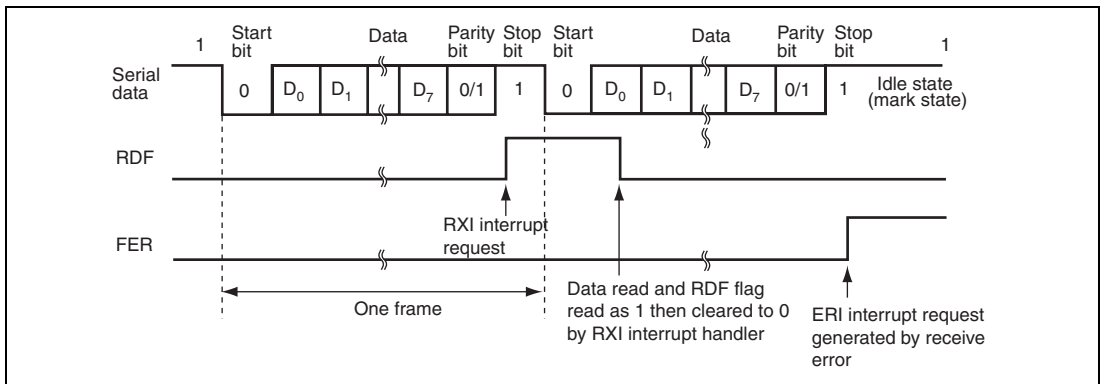 1 Start bit Data Parity bit Stop bit Start bit Data Parity bit Stop bit 1
Serial data 0 D0 D1 D7 0/1 1 0 D0 D1 D7 0/1 1 Idle state (mark state)
RDF
RXI interrupt request
FER
One frame
Data read and RDF flag
read as 1 then cleared to 0
by RXI interrupt handler
ERI interrupt request
generated by receive
error